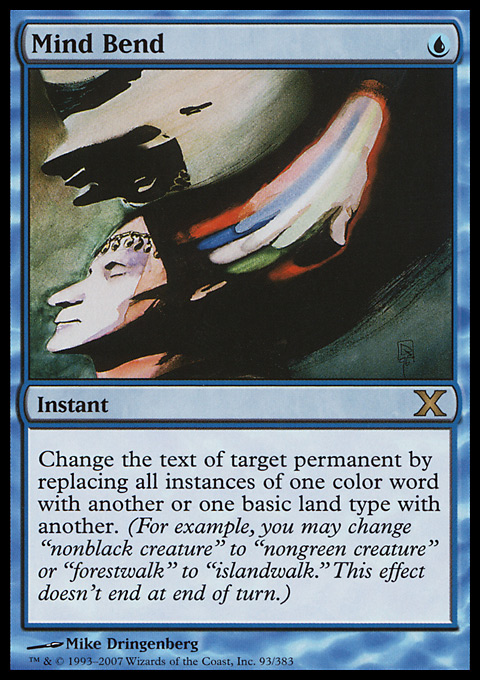 Mind Bend
Instant
X
Change the text of target permanent by
replacing all instances of one color word
with another or one basic land type with
another. (For example, you may change
“nonblack creature” to “nongreen creature”
or “forestwalk” to “islandwalk.” This effect
doesn’t end at end of turn.)
Mike Dringenberg
™ & © 1993–2007 Wizards of the Coast, Inc. 93/383